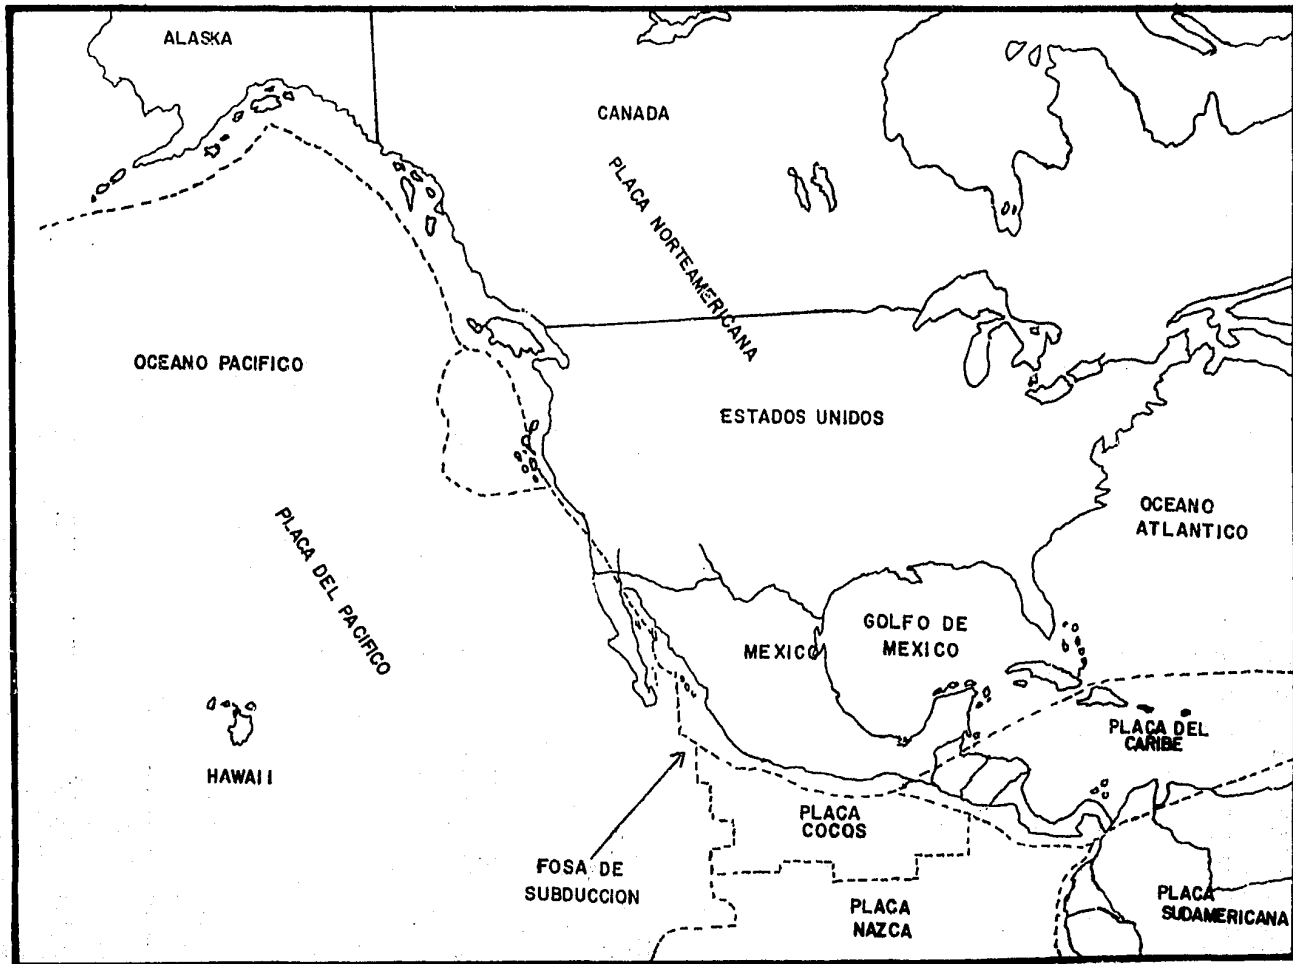 ALASKA
CANADA
PLACA NORTEAMERICANA
OCEANO PACIFICO
ESTADOS UNIDOS
OCEANO
ATLANTICO
PLACA DEL PACIFICO
GOLFO DE
MEXICO
MEXICO
PLACA DEL
CARIBE
HAWAII
PLACA
COCOS
FOSA DE
SUBDUCCION
PLACA
NAZCA
PLACA
SUDAMERICANA